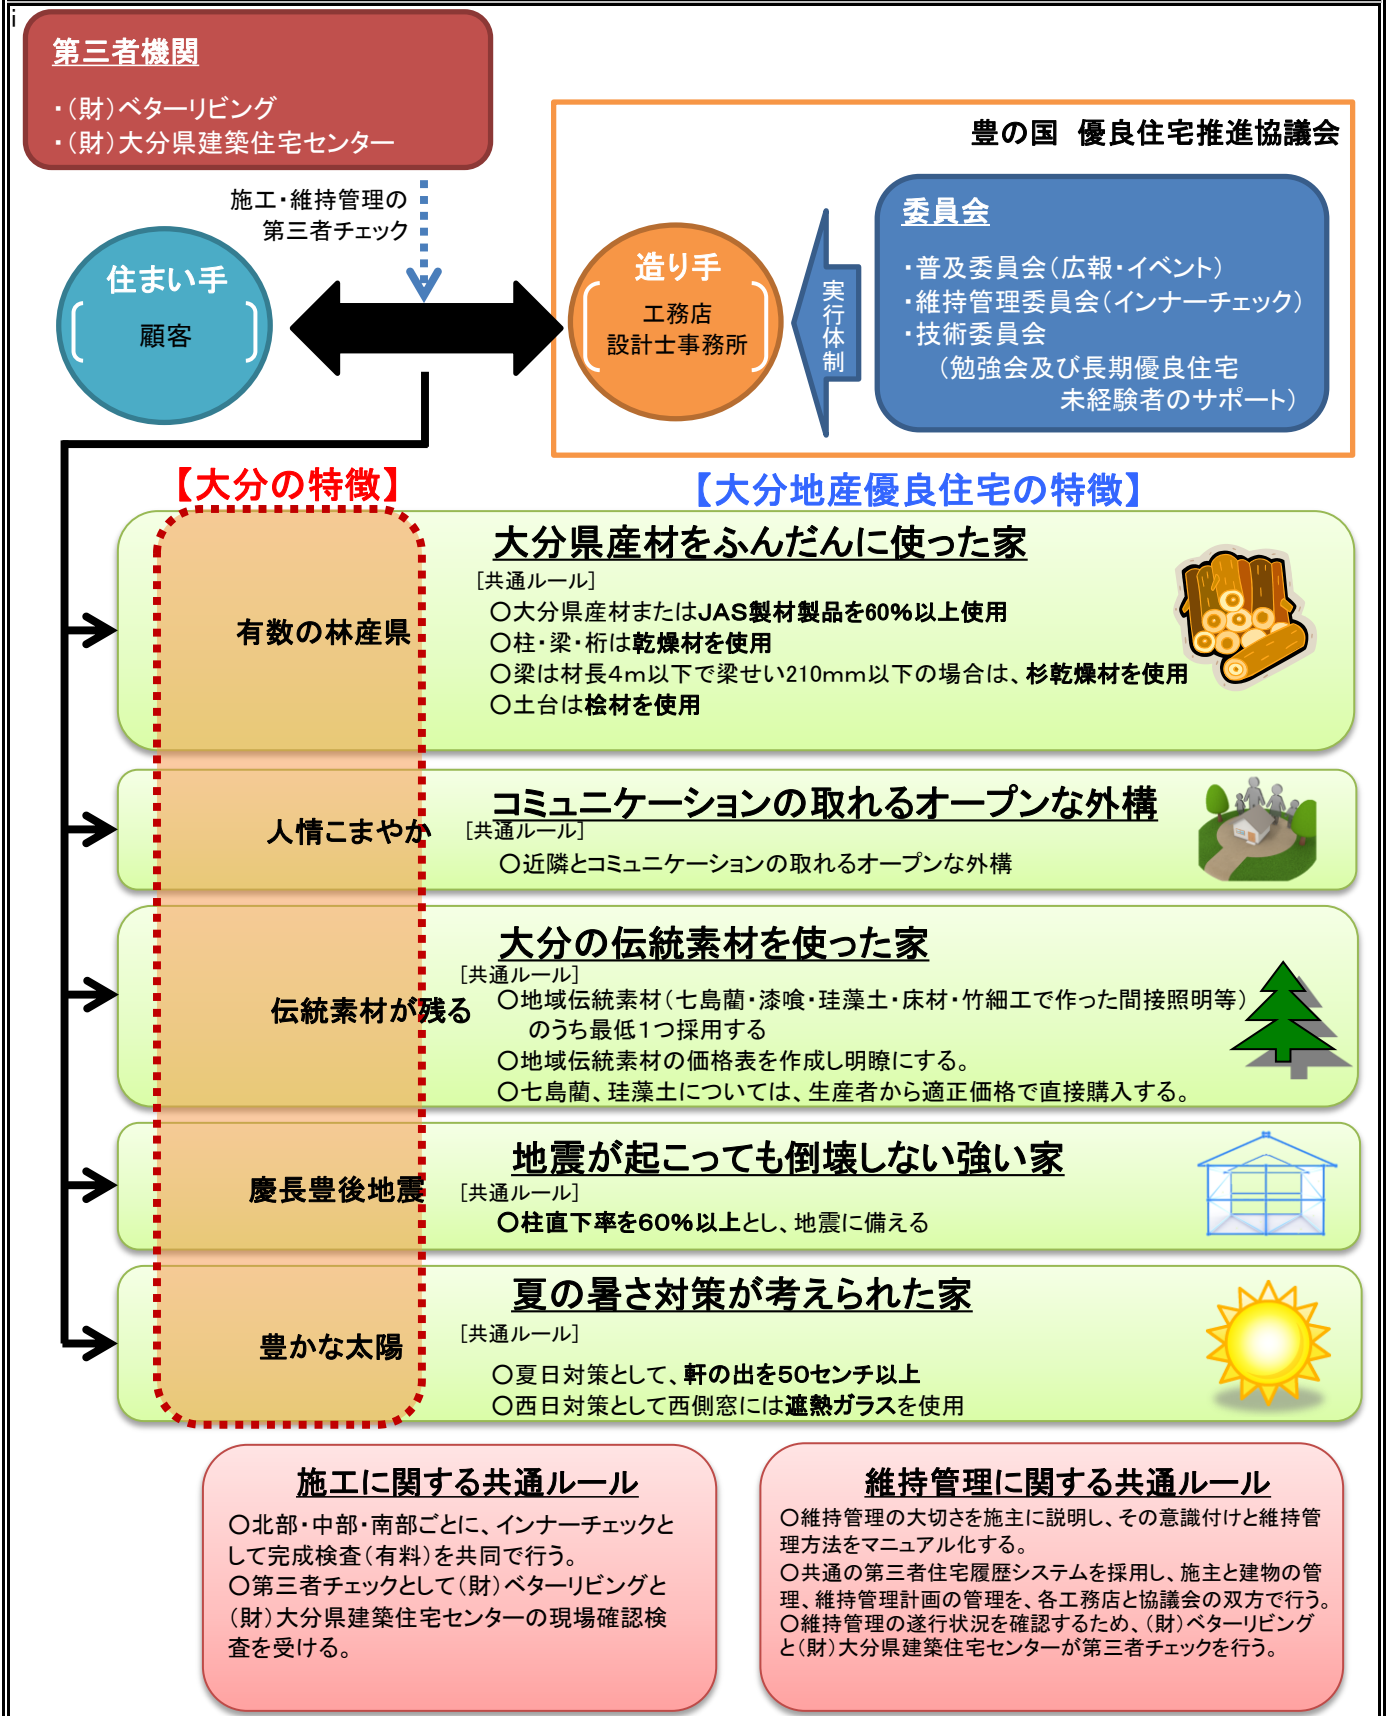 第三者機関
・(財)ベターリビング
・(財)大分県建築住宅センター
施工・維持管理の
第三者チェック
豊の国　優良住宅推進協議会
住まい手
顧客
造り手
工務店
設計士事務所
実行体制
委員会
・普及委員会(広報・イベント)
・維持管理委員会(インナーチェック)
・技術委員会
(勉強会及び長期優良住宅
未経験者のサポート)
【大分の特徴】
【大分地産優良住宅の特徴】
有数の林産県
大分県産材をふんだんに使った家
[共通ルール]
○大分県産材またはJAS製材製品を60%以上使用
○柱・梁・桁は乾燥材を使用
○梁は材長4m以下で梁せい210mm以下の場合は、杉乾燥材を使用
○土台は桧材を使用
人情こまやか
コミュニケーションの取れるオープンな外構
[共通ルール]
○近隣とコミュニケーションの取れるオープンな外構
伝統素材が残る
大分の伝統素材を使った家
[共通ルール]
○地域伝統素材(七島藺・漆喰・珪藻土・床材・竹細工で作った間接照明等)
のうち最低1つ採用する
○地域伝統素材の価格表を作成し明瞭にする。
○七島藺、珪藻土については、生産者から適正価格で直接購入する。
慶長豊後地震
地震が起こっても倒壊しない強い家
[共通ルール]
○柱直下率を60%以上とし、地震に備える
豊かな太陽
夏の暑さ対策が考えられた家
[共通ルール]
○夏日対策として、軒の出を50センチ以上
○西日対策として西側窓には遮熱ガラスを使用
施工に関する共通ルール
○北部・中部・南部ごとに、インナーチェックと
して完成検査(有料)を共同で行う。
○第三者チェックとして(財)ベターリビングと
(財)大分県建築住宅センターの現場確認検
査を受ける。
維持管理に関する共通ルール
○維持管理の大切さを施主に説明し、その意識付けと維持管
理方法をマニュアル化する。
○共通の第三者住宅履歴システムを採用し、施主と建物の管
理、維持管理計画の管理を、各工務店と協議会の双方で行う。
○維持管理の遂行状況を確認するため、(財)ベターリビング
と(財)大分県建築住宅センターが第三者チェックを行う。